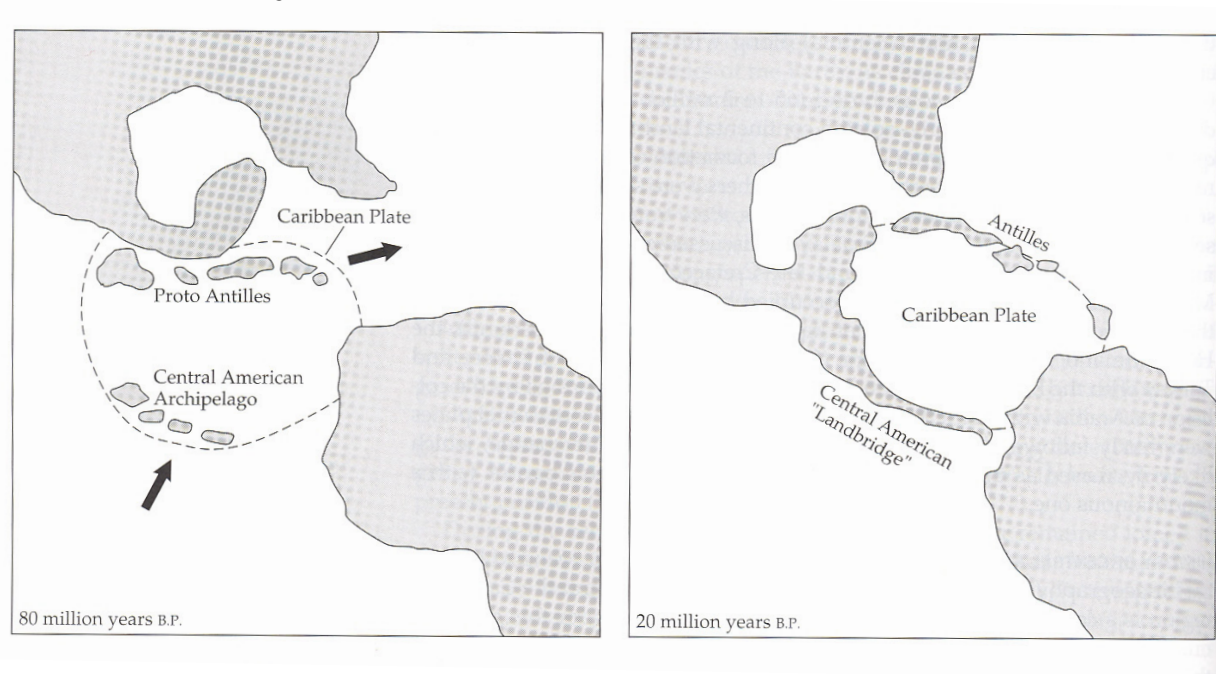 Caribbean Plate
Proto Antilles
Central American
Archipelago
80 million years B.P.
Antilles
Caribbean Plate
Central American
"Landbridge"
20 million years B.P.